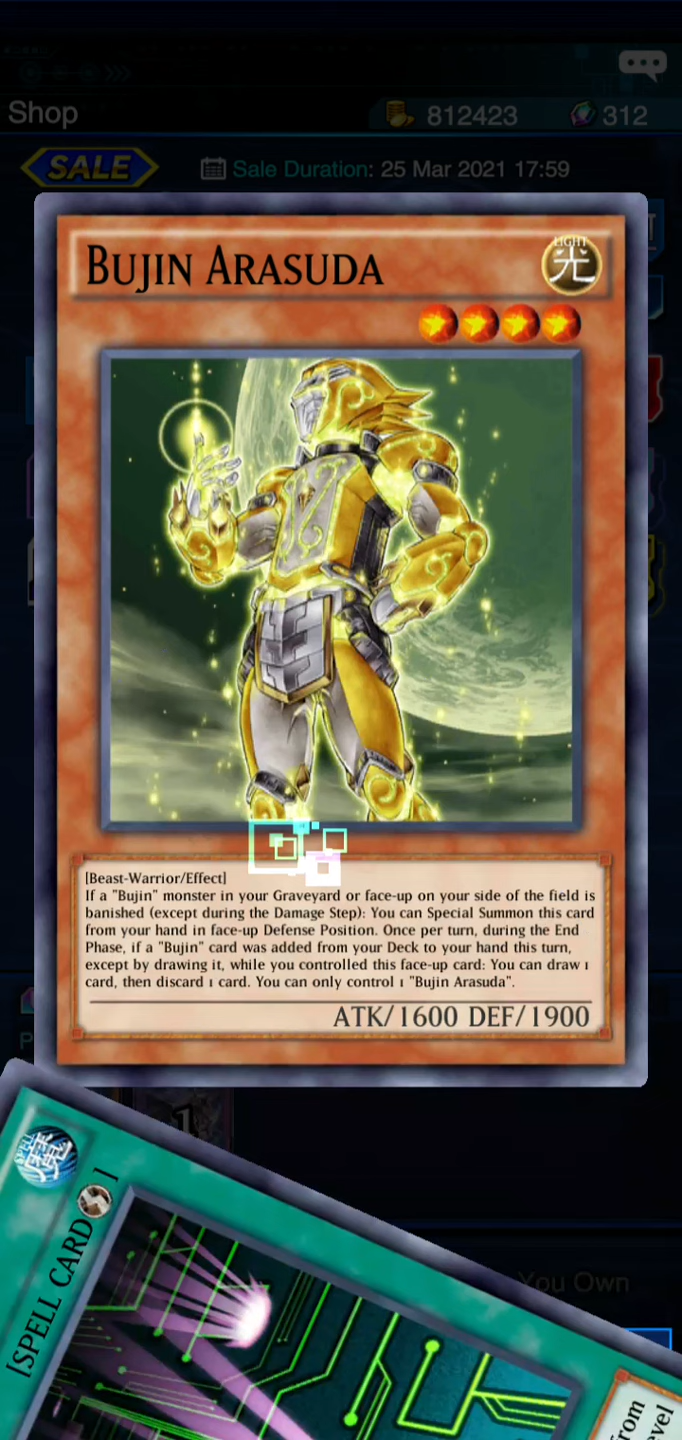 Shop
812423
312
SALE
Sale Duration: 25 Mar 2021 17:59
BUJIN ARASUDA
LIGHT
光
[Beast-Warrior/Effect]
If a "Bujin" monster in your Graveyard or face-up on your side of the field is
banished (except during the Damage Step): You can Special Summon this card
from your hand in face-up Defense Position. Once per turn, during the End
Phase, if a "Bujin" card was added from your Deck to your hand this turn,
except by drawing it, while you controlled this face-up card: You can draw 1
card, then discard 1 card. You can only control 1 "Bujin Arasuda".
ATK/1600 DEF/1900
1
SPELL
魔
[SPELL CARD]
You Own
from